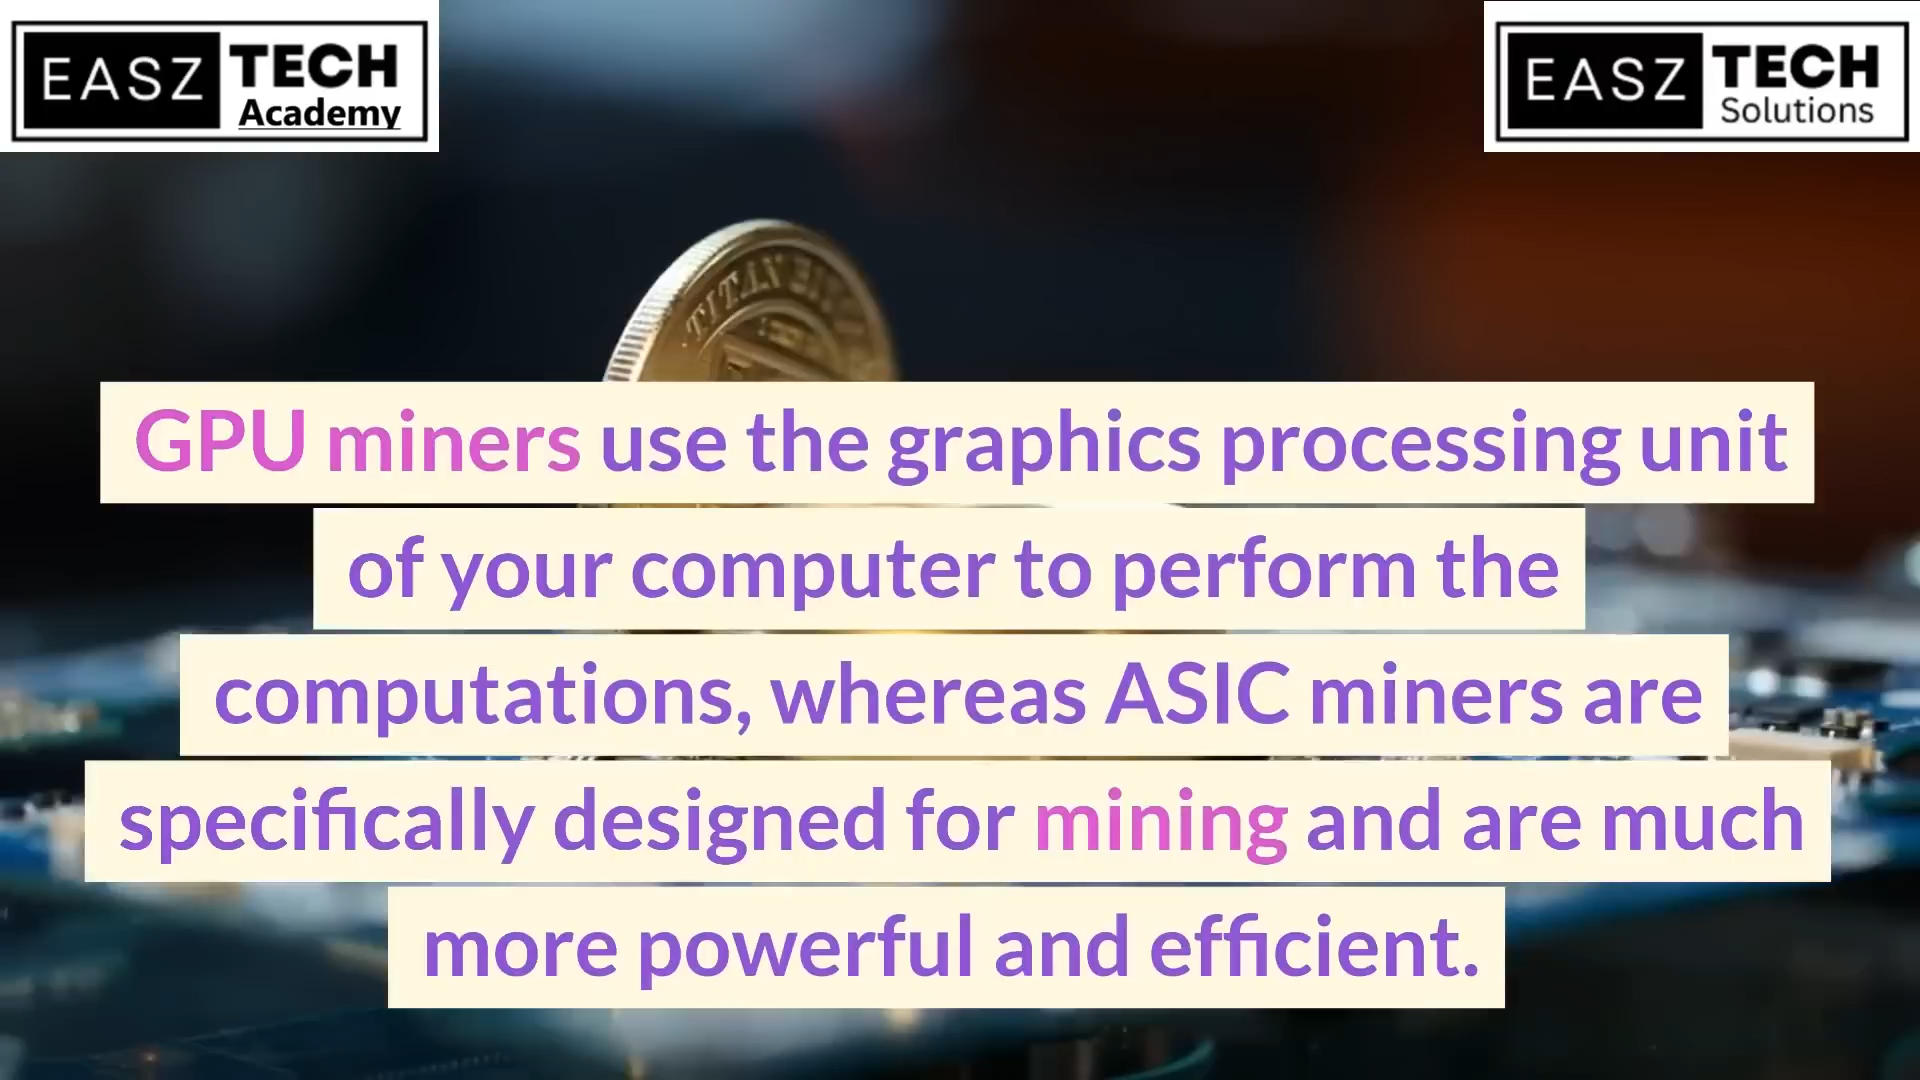 EASZ TECH
Academy
EASZ TECH
Solutions
TITAN
GPU miners use the graphics processing unit
of your computer to perform the
computations, whereas ASIC miners are
specifically designed for mining and are much
more powerful and efficient.